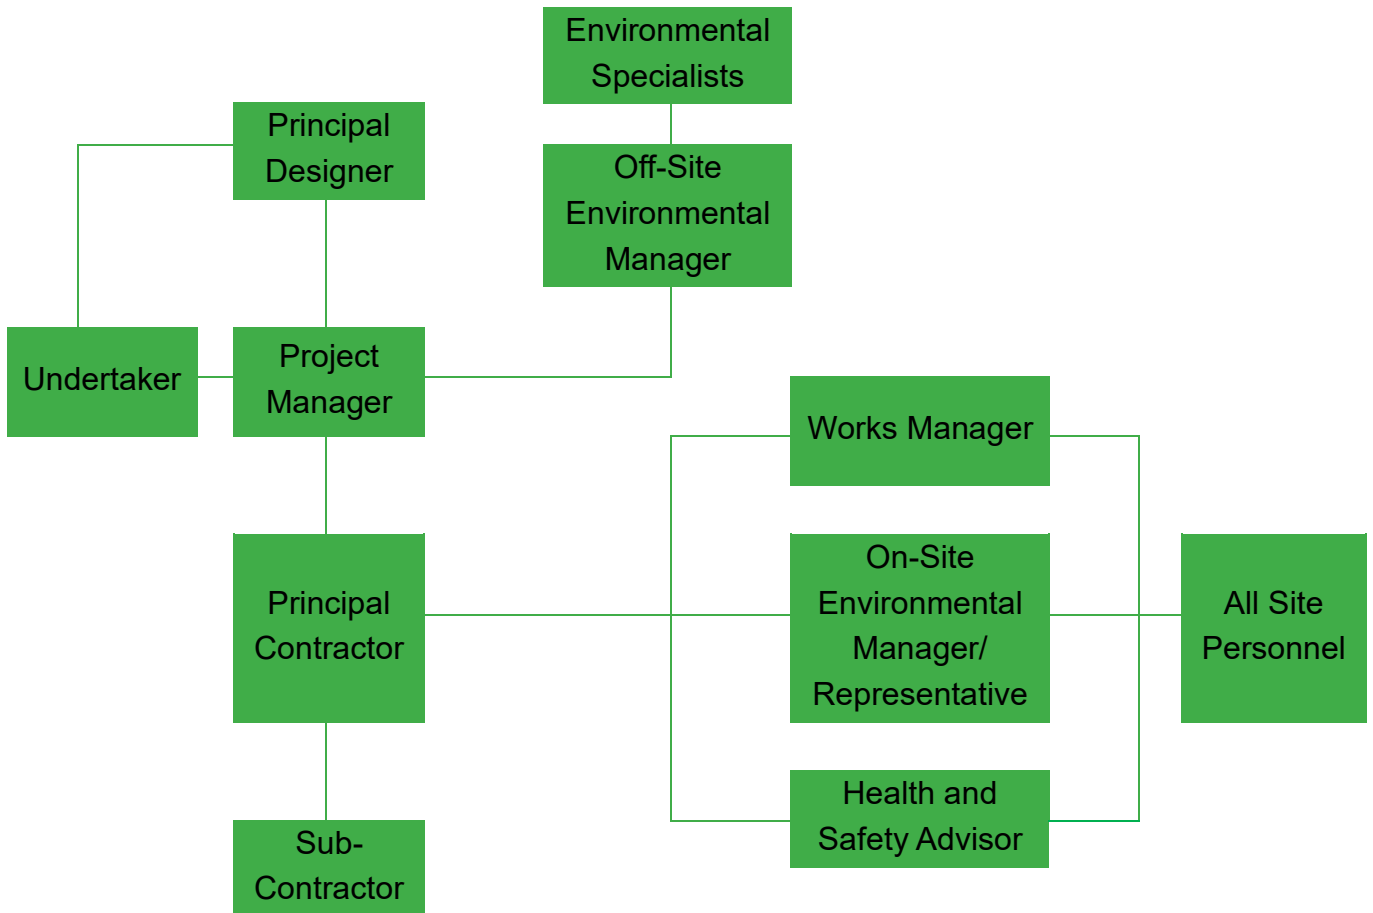 Environmental
Specialists
Principal
Designer
Off-Site
Environmental
Manager
Undertaker
Project
Manager
Works Manager
Principal
Contractor
On-Site
Environmental
Manager/
Representative
All Site
Personnel
Health and
Safety Advisor
Sub-
Contractor